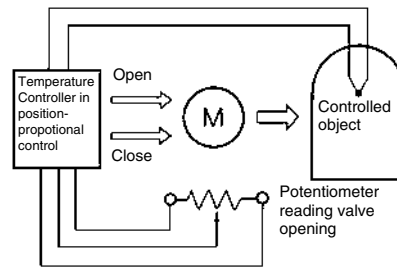 Temperature
Controller in
position-
propotional
control
Open
Close
M
Controlled
object
Potentiometer
reading valve
opening